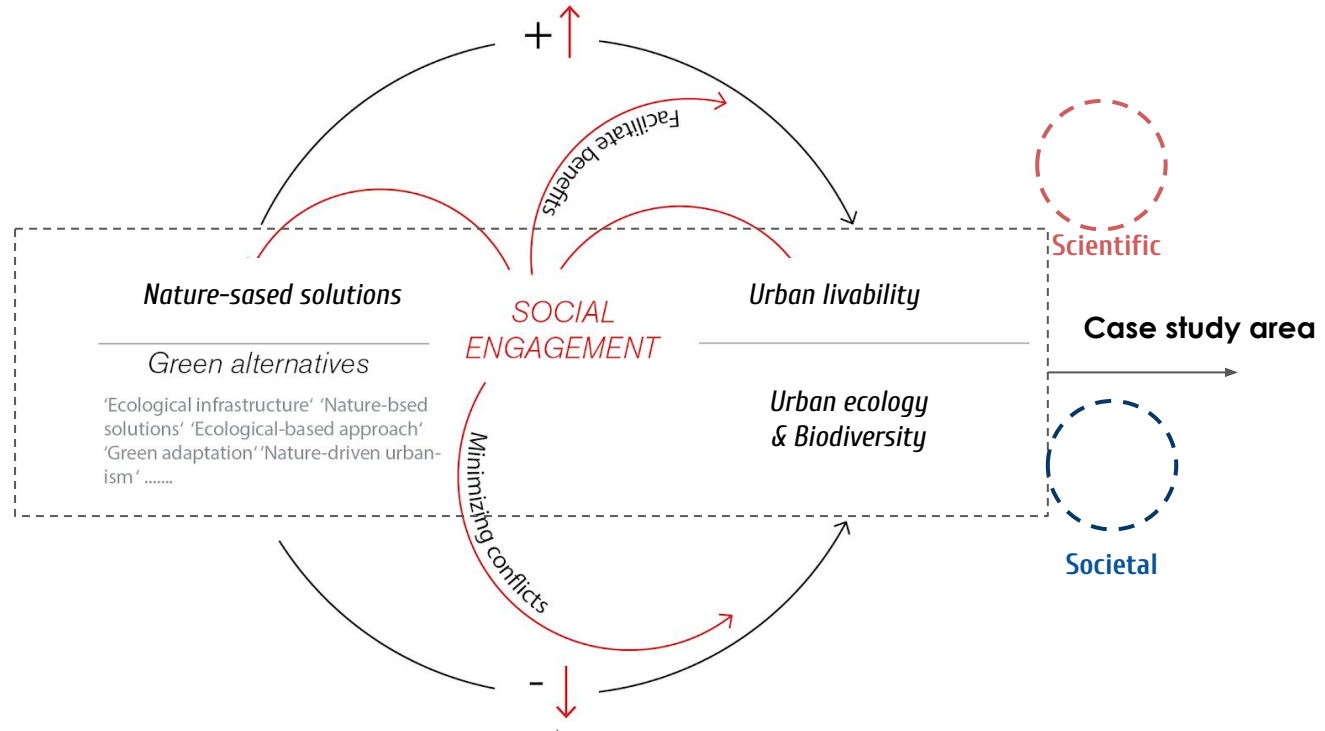 +
Facilitate benefits
Scientific
Nature-sased solutions
Urban livability
SOCIAL
ENGAGEMENT
Case study area
Green alternatives
'Ecological infrastructure' 'Nature-bsed
solutions' 'Ecological-based approach'
'Green adaptation' 'Nature-driven urban-
ism' .......
Urban ecology
& Biodiversity
Minimizing conflicts
Societal
-